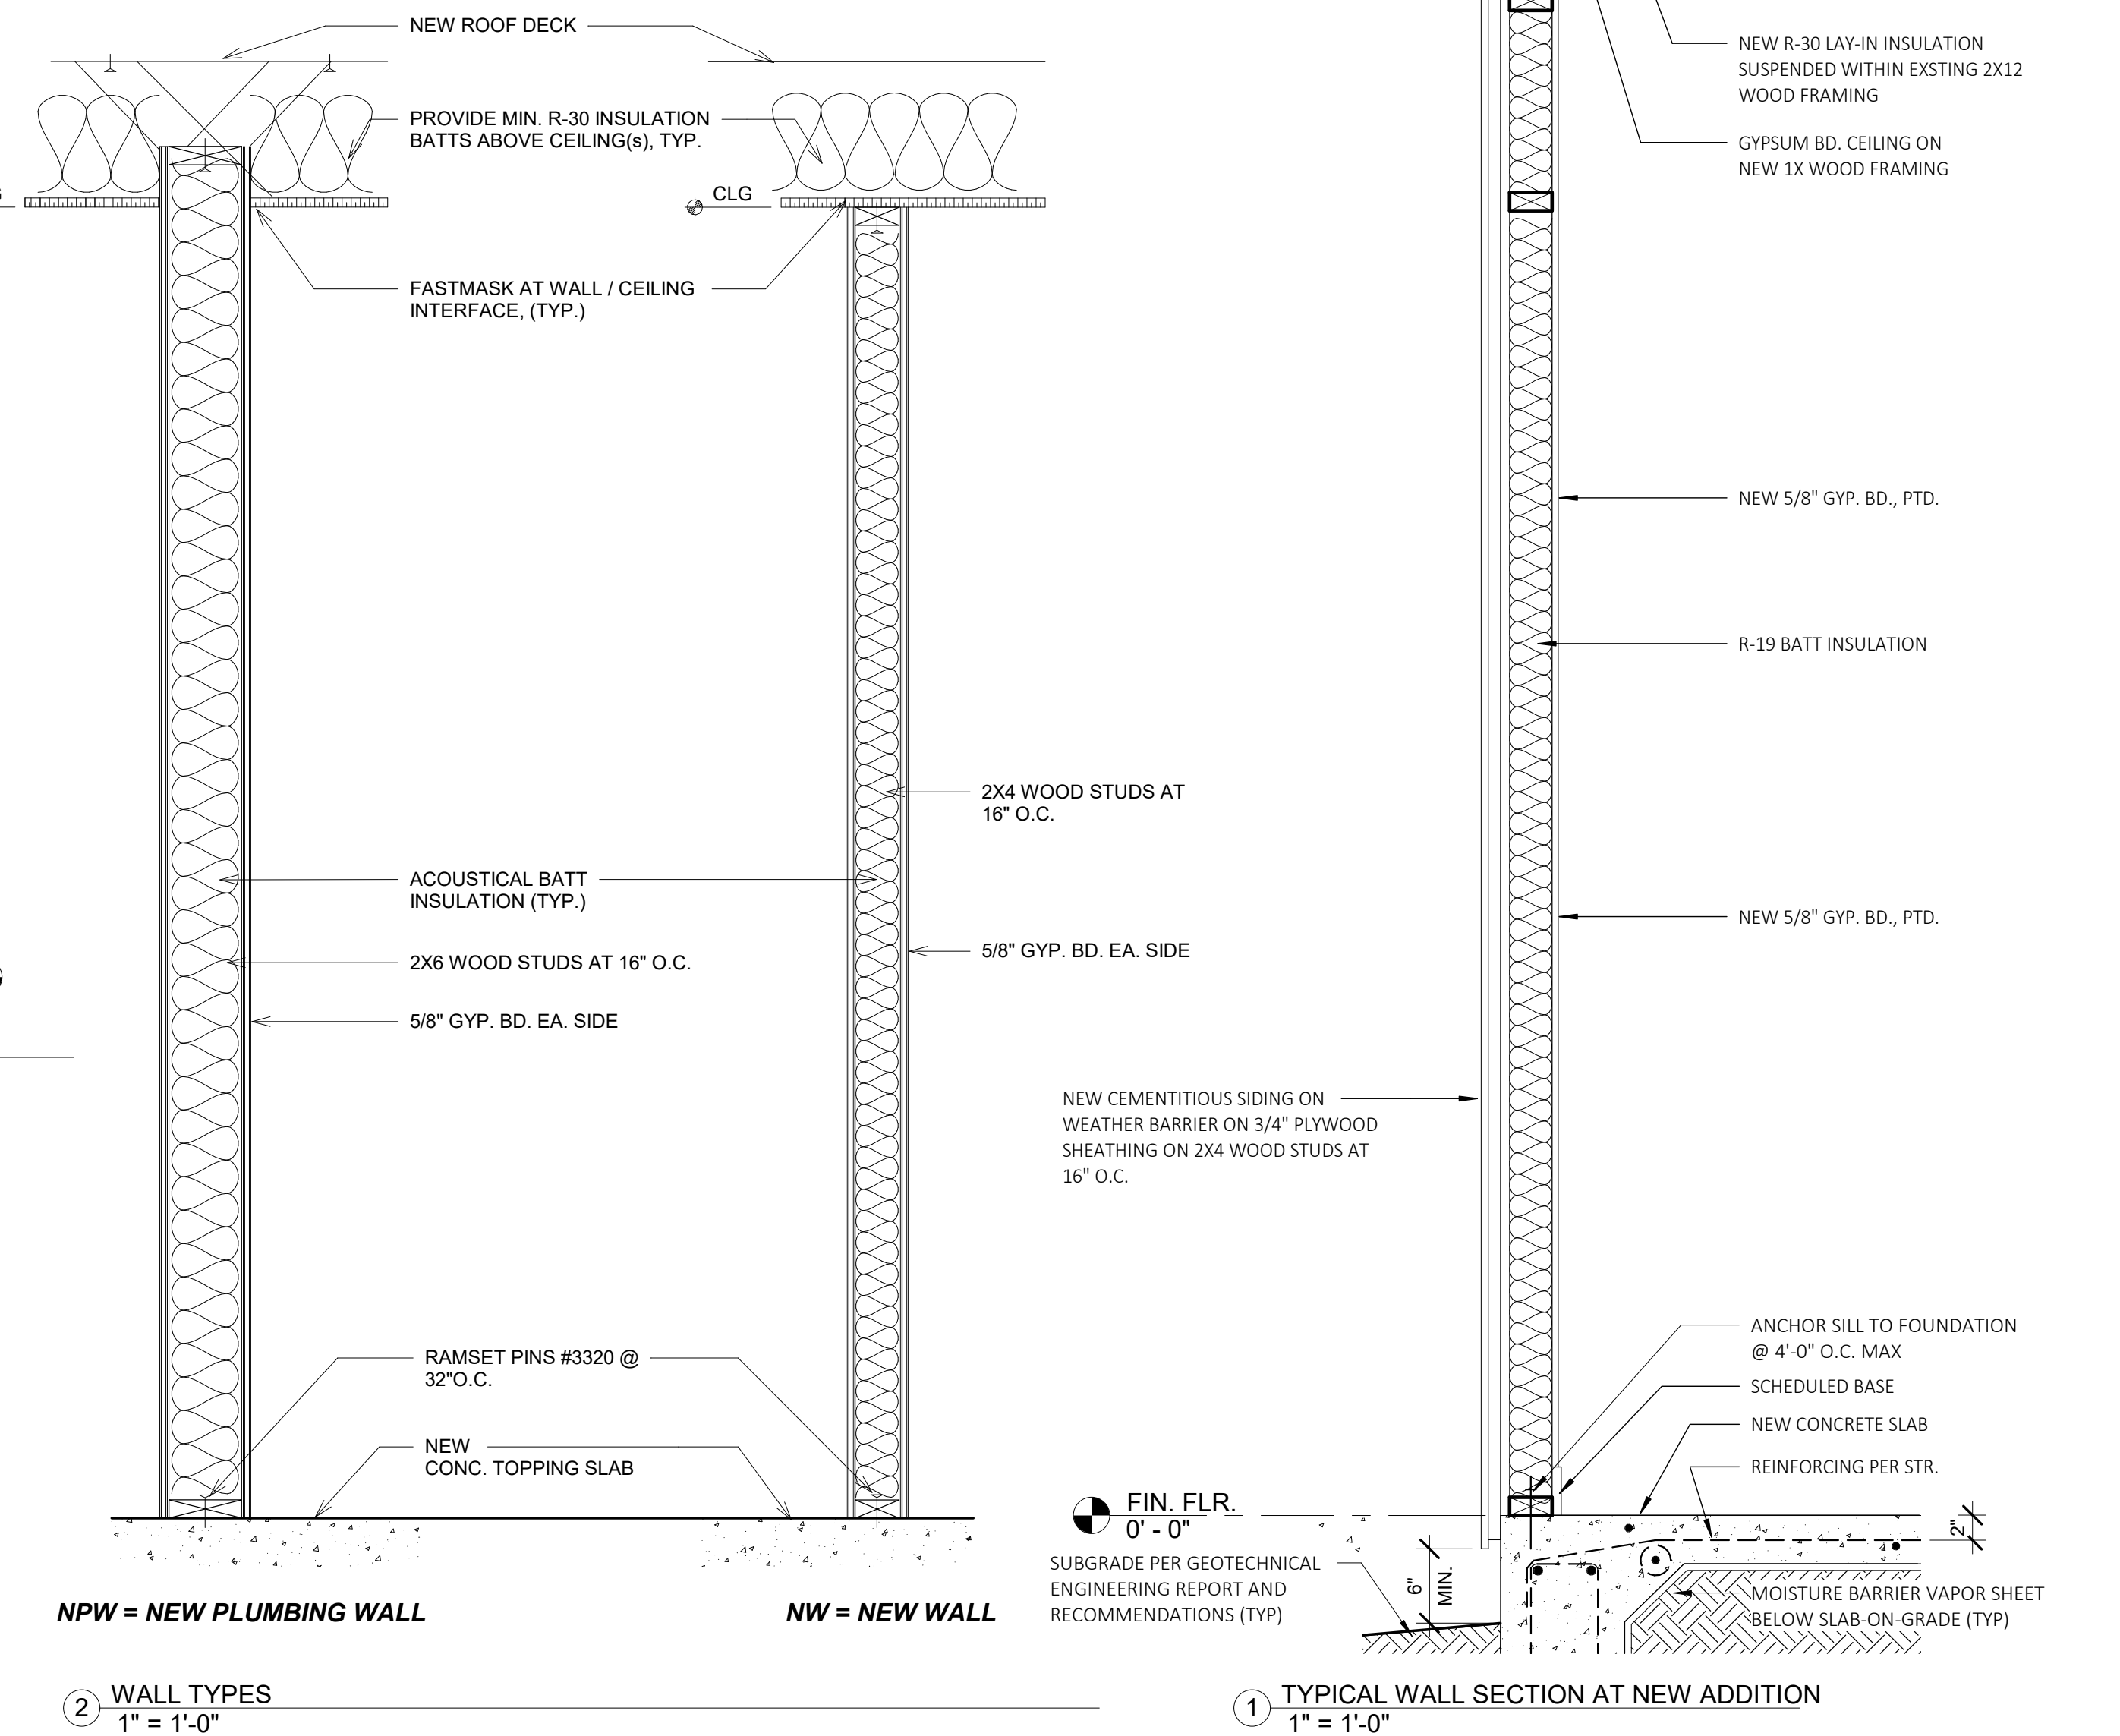 NEW ROOF DECK
PROVIDE MIN. R-30 INSULATION
BATTS ABOVE CEILING(s), TYP.
CLG
FASTMASK AT WALL / CEILING
INTERFACE, (TYP.)
2X4 WOOD STUDS AT
16" O.C.
ACOUSTICAL BATT
INSULATION (TYP.)
2X6 WOOD STUDS AT 16" O.C.
5/8" GYP. BD. EA. SIDE
5/8" GYP. BD. EA. SIDE
RAMSET PINS #3320 @
32"O.C.
NEW
CONC. TOPPING SLAB
NPW = NEW PLUMBING WALL
NW = NEW WALL
2
WALL TYPES
1" = 1'-0"
NEW R-30 LAY-IN INSULATION
SUSPENDED WITHIN EXSTING 2X12
WOOD FRAMING
GYPSUM BD. CEILING ON
NEW 1X WOOD FRAMING
NEW 5/8" GYP. BD., PTD.
R-19 BATT INSULATION
NEW 5/8" GYP. BD., PTD.
NEW CEMENTITIOUS SIDING ON
WEATHER BARRIER ON 3/4" PLYWOOD
SHEATHING ON 2X4 WOOD STUDS AT
16" O.C.
ANCHOR SILL TO FOUNDATION
@ 4'-0" O.C. MAX
SCHEDULED BASE
NEW CONCRETE SLAB
REINFORCING PER STR.
FIN. FLR.
0' - 0"
2"
SUBGRADE PER GEOTECHNICAL
ENGINEERING REPORT AND
RECOMMENDATIONS (TYP)
6"
MIN.
MOISTURE BARRIER VAPOR SHEET
BELOW SLAB-ON-GRADE (TYP)
1
TYPICAL WALL SECTION AT NEW ADDITION
1" = 1'-0"